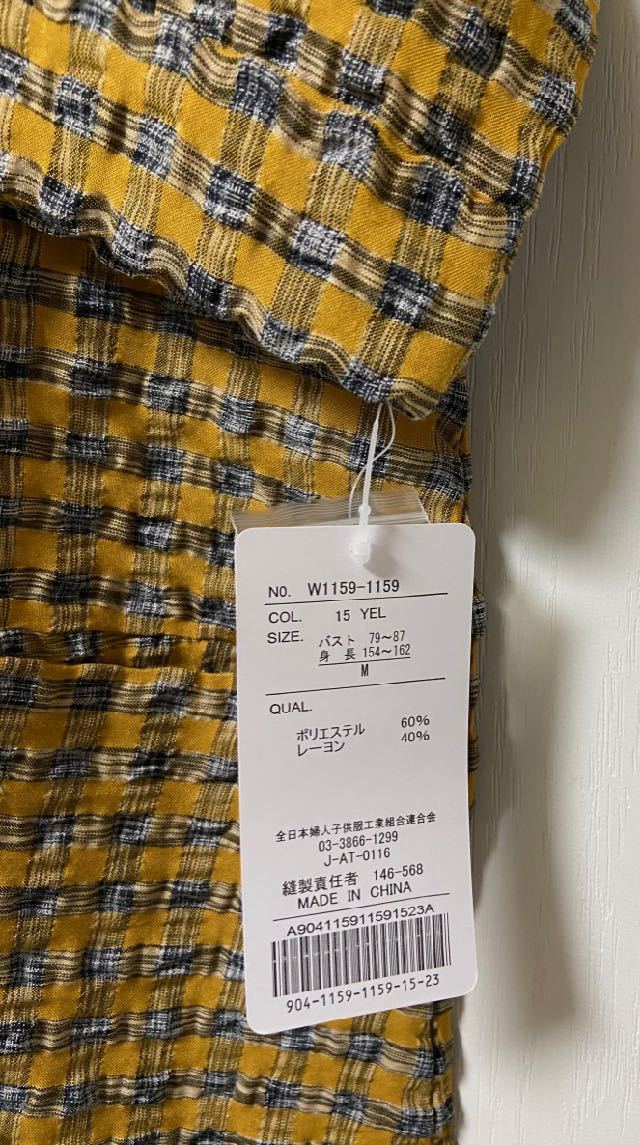 NO. W1159-1159
COL. 15 YEL
SIZE. バスト 79～87
身 長 154～162
M
QUAL.
ポリエステル 60%
レーヨン 40%
全日本婦人子供服工業組合連合会
03-3866-1299
J-AT-0116
縫製責任者 146-568
MADE IN CHINA
A904115911591523A
904-1159-1159-15-23